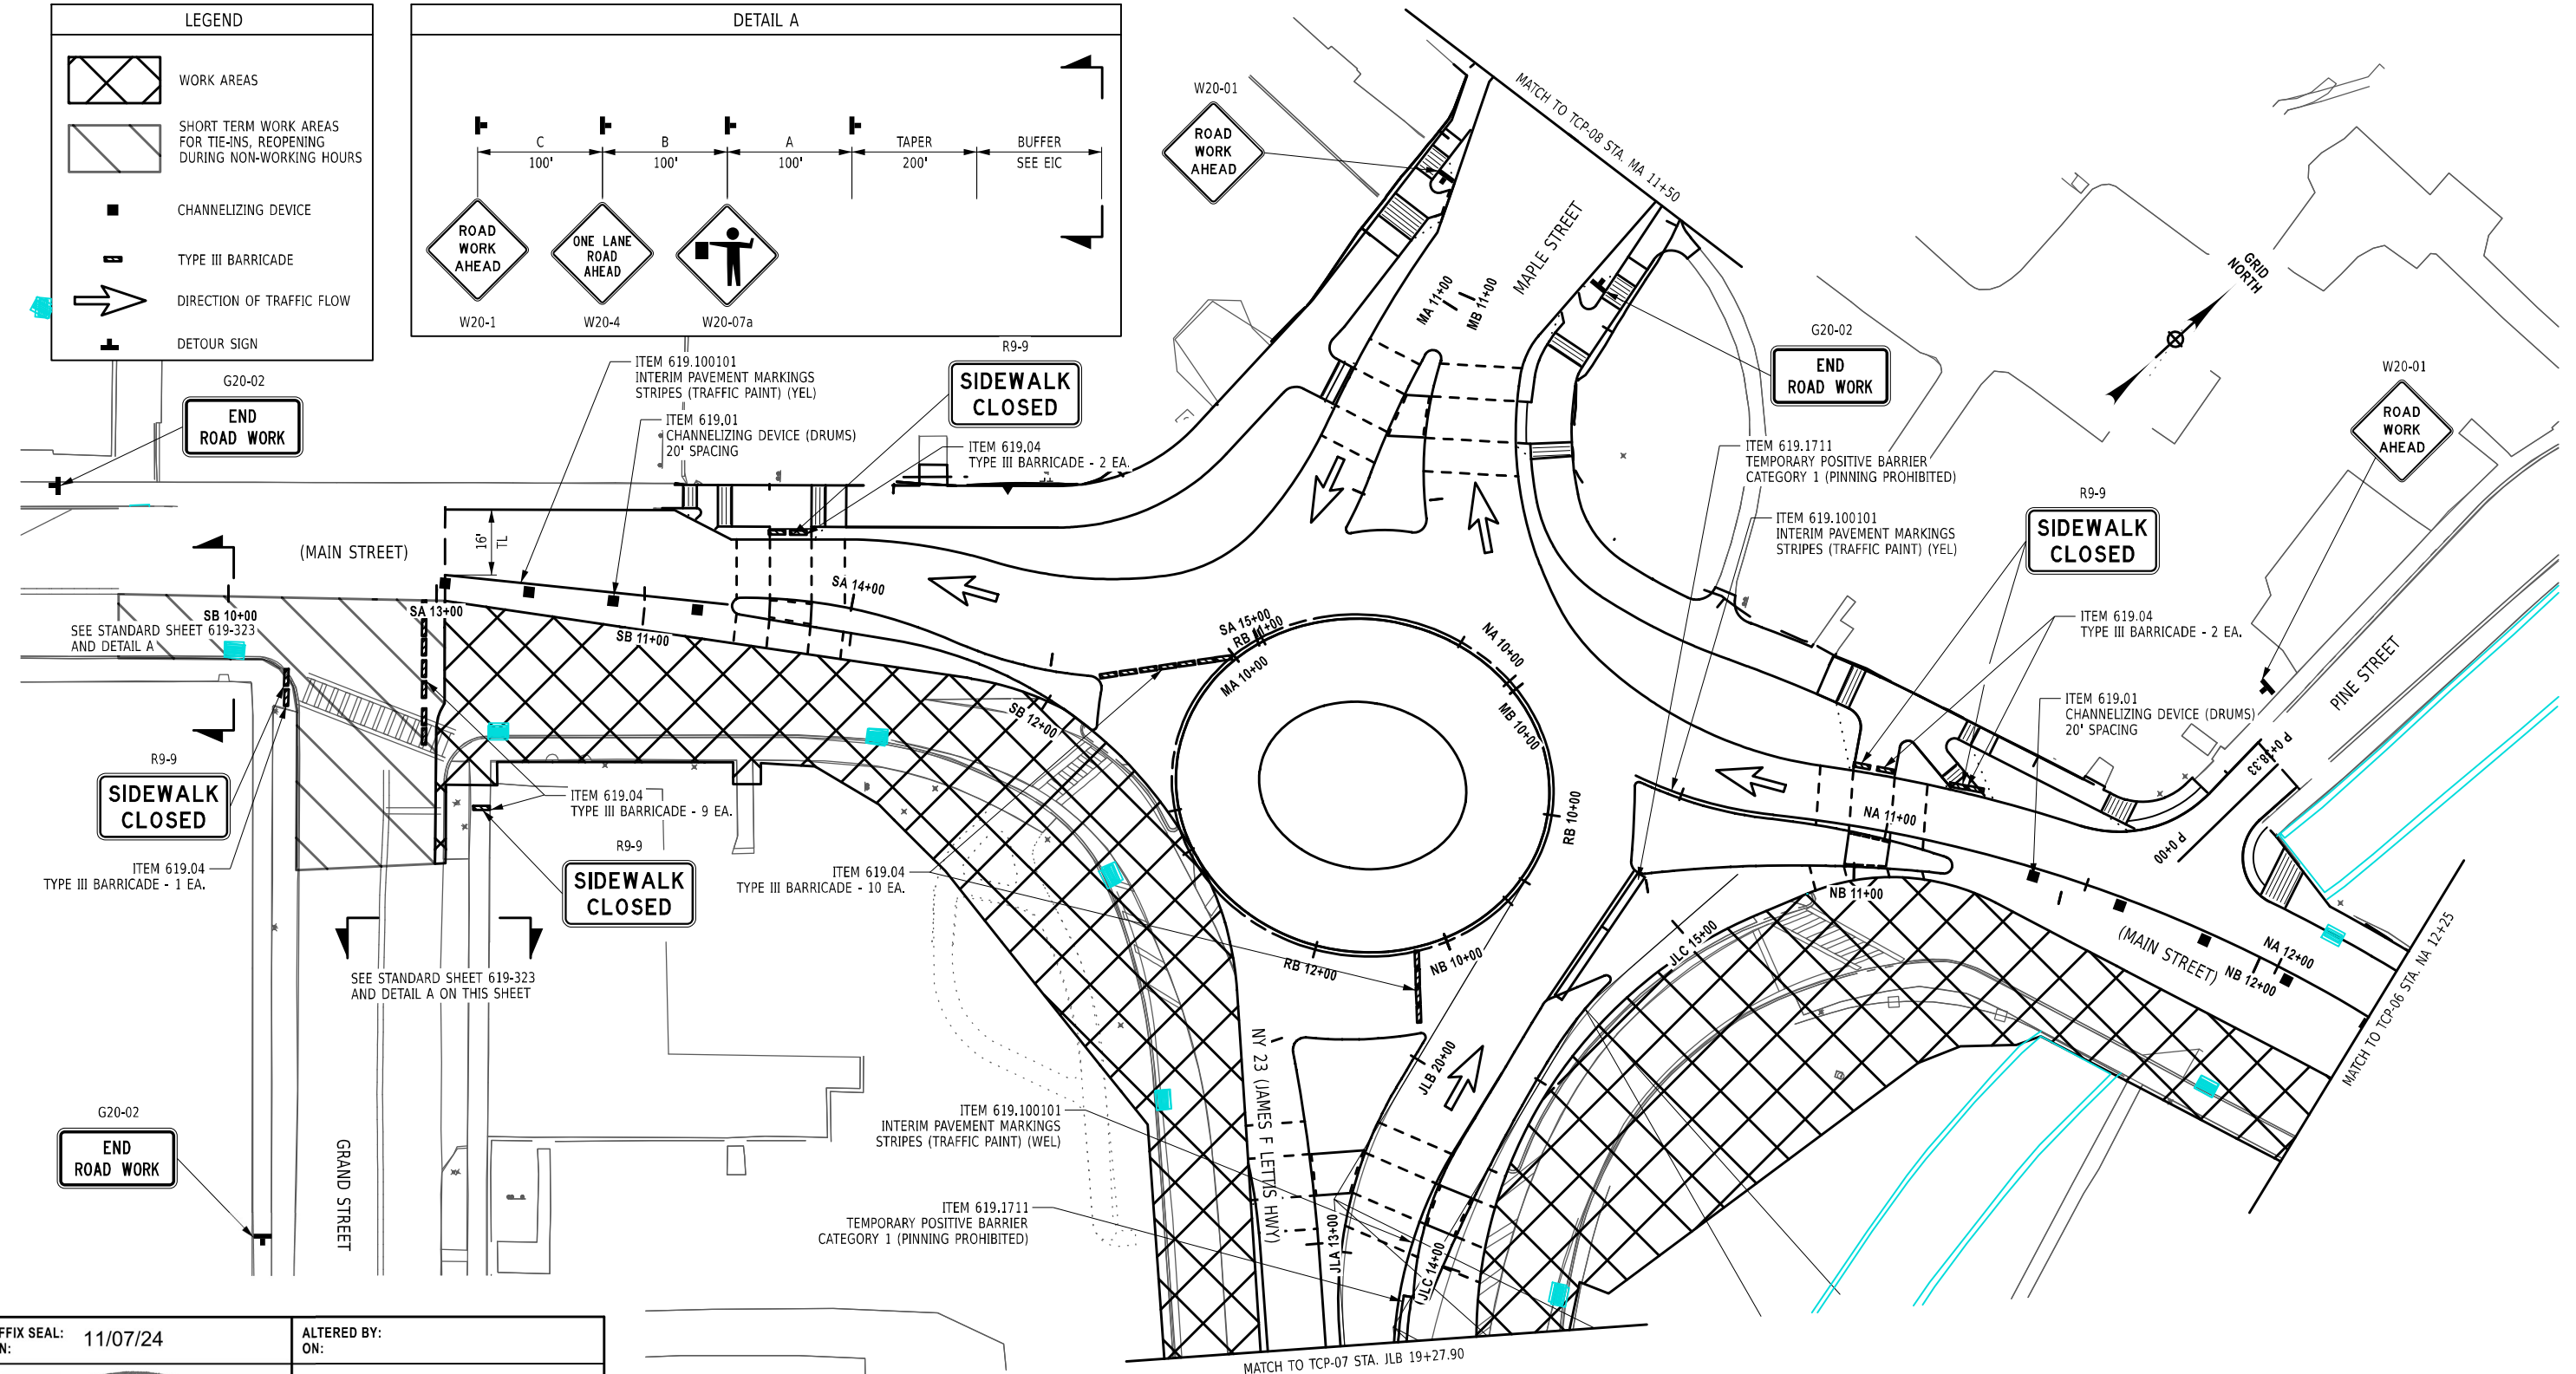 LEGEND
WORK AREAS
SHORT TERM WORK AREAS
FOR TIE-INS, REOPENING
DURING NON-WORKING HOURS
CHANNELIZING DEVICE
TYPE III BARRICADE
DIRECTION OF TRAFFIC FLOW
DETOUR SIGN
DETAIL A
C
B
A
TAPER
BUFFER
100'
100'
100'
200'
SEE EIC
ROAD
WORK
AHEAD
ONE LANE
ROAD
AHEAD
W20-1
W20-4
W20-07a
W20-01
ROAD
WORK
AHEAD
MATCH TO TCP-08 STA. MA 11+50
MAPLE STREET
MA 11+00
MB 11+00
GRID
NORTH
G20-02
END
ROAD WORK
W20-01
ROAD
WORK
AHEAD
G20-02
END
ROAD WORK
ITEM 619.100101
INTERIM PAVEMENT MARKINGS
STRIPES (TRAFFIC PAINT) (YEL)
ITEM 619.01
CHANNELIZING DEVICE (DRUMS)
20' SPACING
R9-9
SIDEWALK
CLOSED
ITEM 619.04
TYPE III BARRICADE - 2 EA.
ITEM 619.1711
TEMPORARY POSITIVE BARRIER
CATEGORY 1 (PINNING PROHIBITED)
ITEM 619.100101
INTERIM PAVEMENT MARKINGS
STRIPES (TRAFFIC PAINT) (YEL)
R9-9
SIDEWALK
CLOSED
ITEM 619.04
TYPE III BARRICADE - 2 EA.
ITEM 619.01
CHANNELIZING DEVICE (DRUMS)
20' SPACING
PINE STREET
P 0+38.33
P 0+00
(MAIN STREET)
16'
TL
SA 14+00
SA 13+00
SB 10+00
SEE STANDARD SHEET 619-323
AND DETAIL A
SB 11+00
SB 12+00
SA 15+00
RB 11+00
MA 10+00
NA 10+00
MB 10+00
RB 10+00
NB 10+00
RB 12+00
NA 11+00
NB 11+00
(MAIN STREET)
NA 12+00
NB 12+00
MATCH TO TCP-06 STA. NA 12+25
R9-9
SIDEWALK
CLOSED
ITEM 619.04
TYPE III BARRICADE - 1 EA.
ITEM 619.04
TYPE III BARRICADE - 9 EA.
R9-9
SIDEWALK
CLOSED
ITEM 619.04
TYPE III BARRICADE - 10 EA.
SEE STANDARD SHEET 619-323
AND DETAIL A ON THIS SHEET
JLC 15+00
JLB 20+00
NY 23 (JAMES F LETTIS HWY)
ITEM 619.100101
INTERIM PAVEMENT MARKINGS
STRIPES (TRAFFIC PAINT) (WEL)
ITEM 619.1711
TEMPORARY POSITIVE BARRIER
CATEGORY 1 (PINNING PROHIBITED)
JLA 13+00
JLC 14+00
G20-02
END
ROAD WORK
GRAND STREET
MATCH TO TCP-07 STA. JLB 19+27.90
FFIX SEAL: 11/07/24
N:
ALTERED BY:
ON: